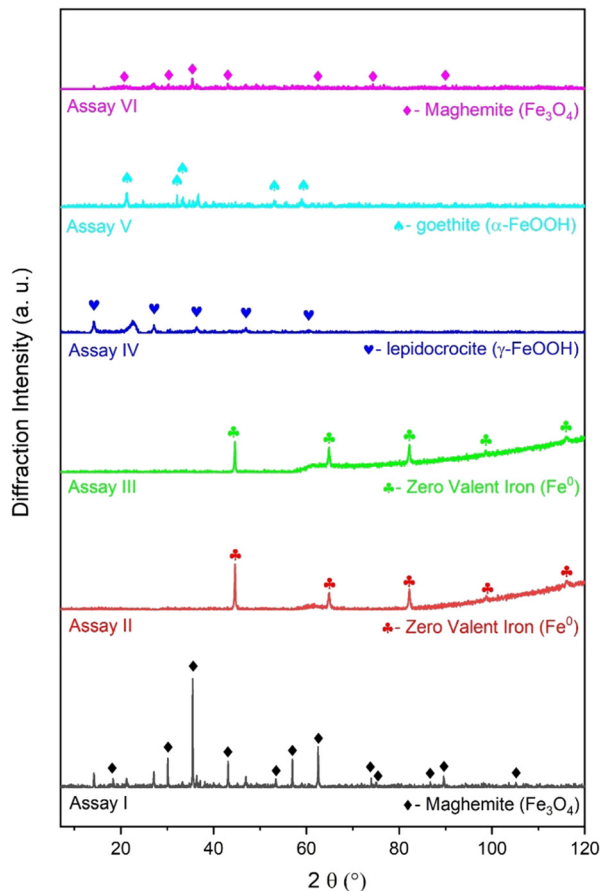 Assay VI
♦- Maghemite (Fe₃O₄)
Assay V
♠- goethite (α-FeOOH)
Assay IV
♥- lepidocrocite (γ-FeOOH)
Assay III
♣- Zero Valent Iron (Fe⁰)
Assay II
♣- Zero Valent Iron (Fe⁰)
Assay I
♦- Maghemite (Fe₃O₄)
Diffraction Intensity (a. u.)
20 40 60 80 100 120
2 θ (°)